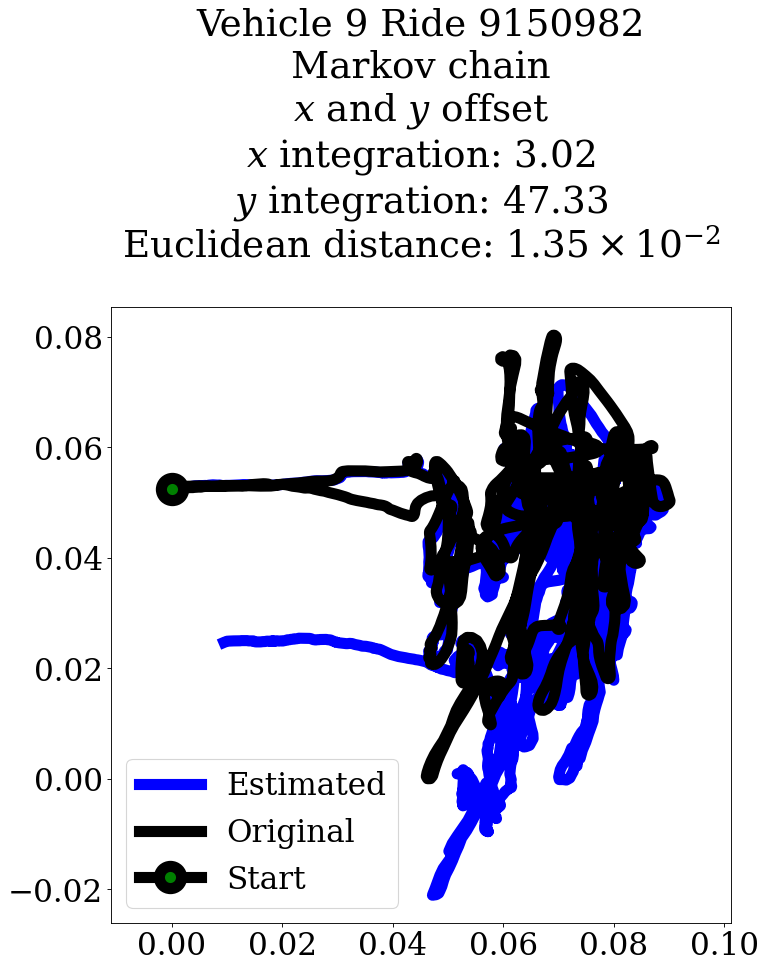 Vehicle 9 Ride 9150982
Markov chain
x and y offset
x integration: 3.02
y integration: 47.33
Euclidean distance: 1.35 × 10⁻²
0.08
0.06
0.04
0.02
0.00
−0.02
Estimated
Original
Start
0.00 0.02 0.04 0.06 0.08 0.10